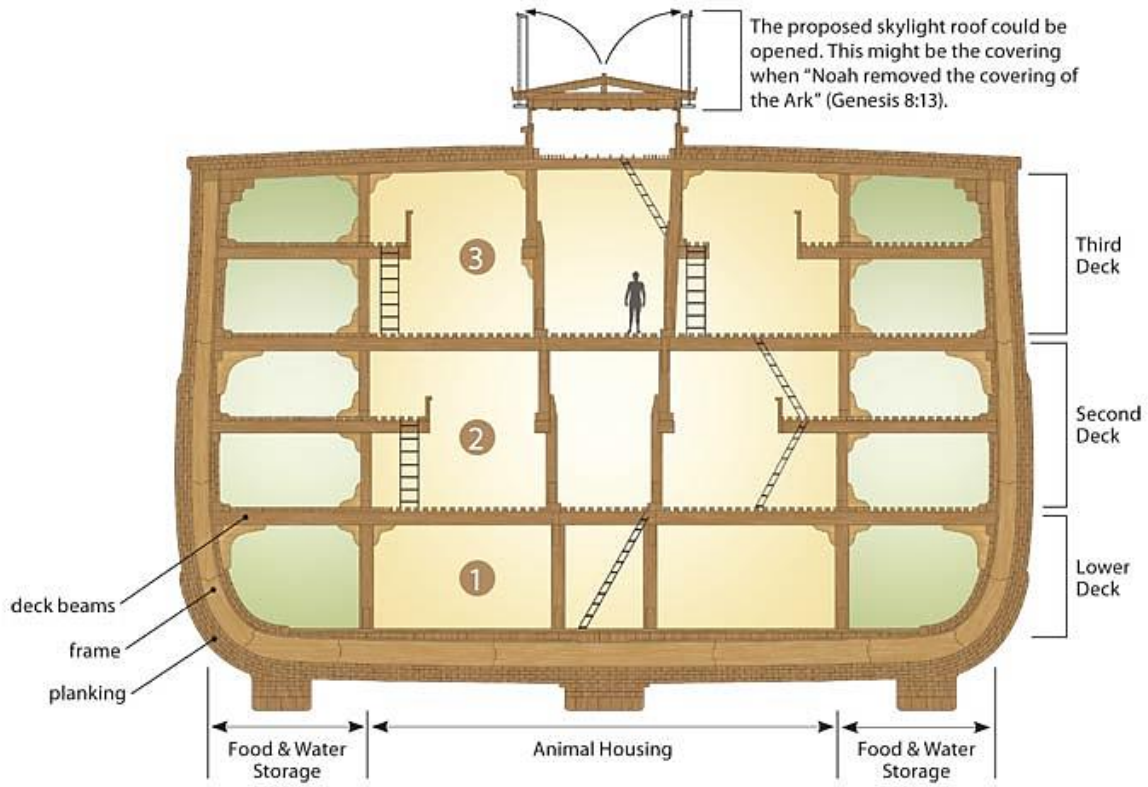 The proposed skylight roof could be
opened. This might be the covering
when “Noah removed the covering of
the Ark” (Genesis 8:13).
3
Third
Deck
2
Second
Deck
1
Lower
Deck
deck beams
frame
planking
Food & Water
Storage
Animal Housing
Food & Water
Storage